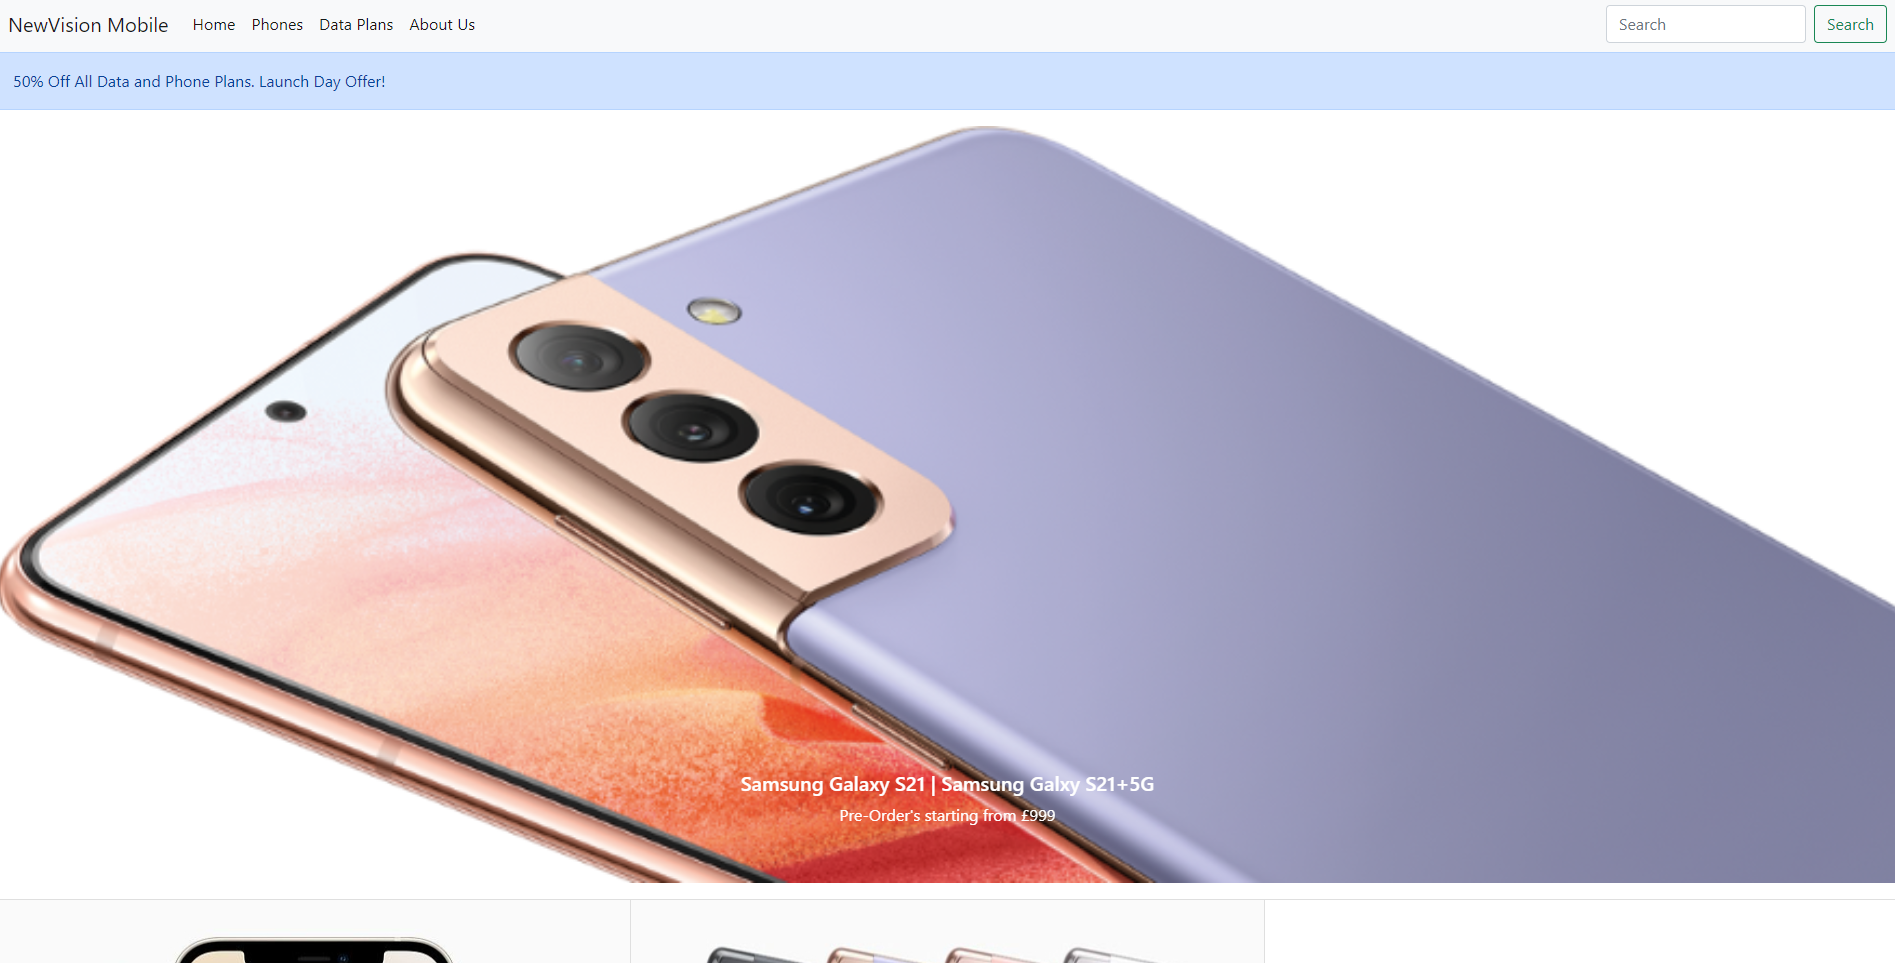 NewVision Mobile Home Phones Data Plans About Us Search Search
50% Off All Data and Phone Plans. Launch Day Offer!
Samsung Galaxy S21 | Samsung Galxy S21+5G
Pre-Order's starting from £999